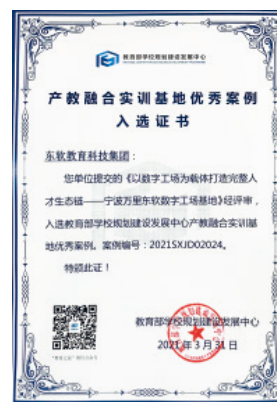 教育部学校规划建设发展中心
产教融合实训基地优秀案例
入选证书
东软教育科技集团：
您单位提交的《以数字工场为载体打造完整人
才生态链——宁波万里东软数字工场基地》经评审，
入选教育部学校规划建设发展中心产教融合实训基
地优秀案例。案例编号：2021SXJD02024。
特颁此证！
教育部学校规划建设发展中心
2021年3月31日